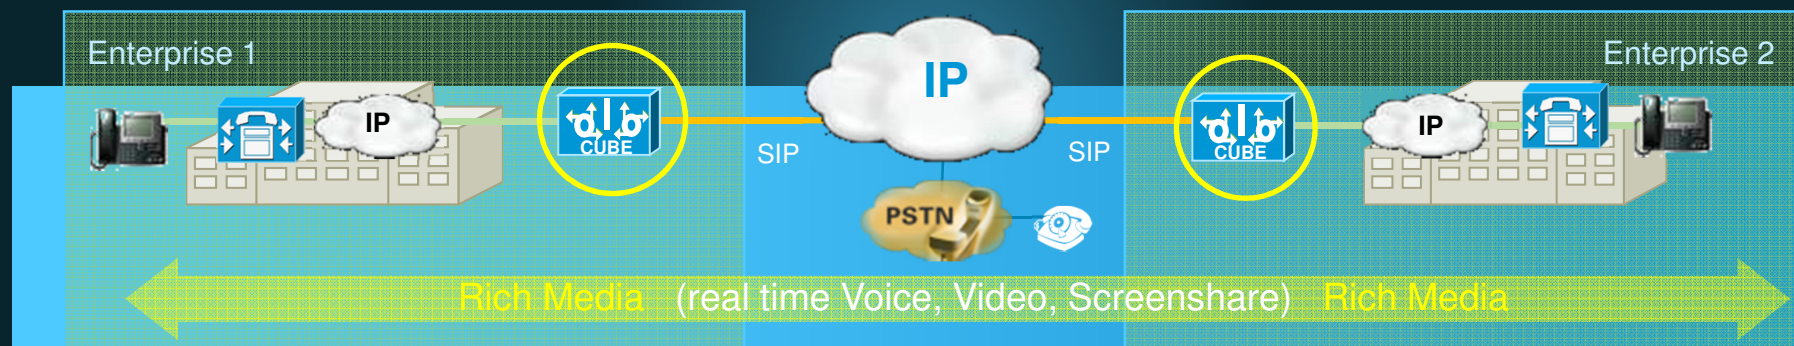 Enterprise 1
Enterprise 2
IP
IP
IP
CUBE
CUBE
SIP
SIP
PSTN
Rich Media (real time Voice, Video, Screenshare) Rich Media